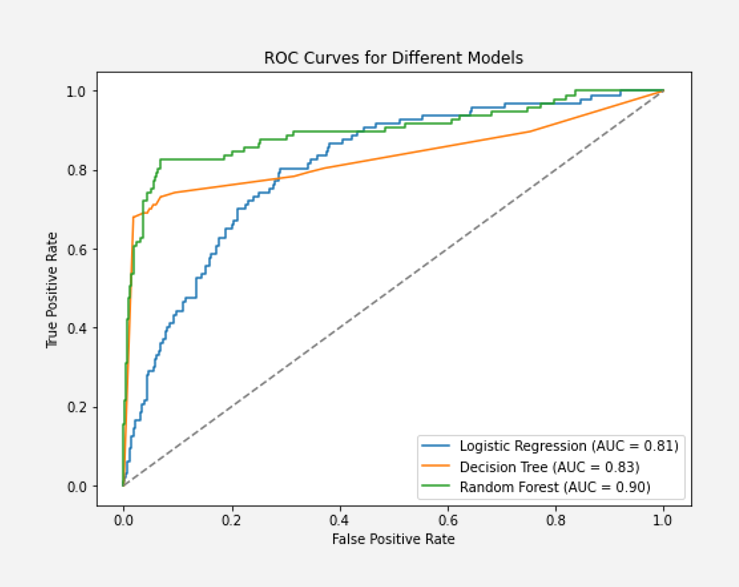 ROC Curves for Different Models
True Positive Rate
1.0
0.8
0.6
0.4
0.2
0.0
0.0 0.2 0.4 0.6 0.8 1.0
False Positive Rate
Logistic Regression (AUC = 0.81)
Decision Tree (AUC = 0.83)
Random Forest (AUC = 0.90)